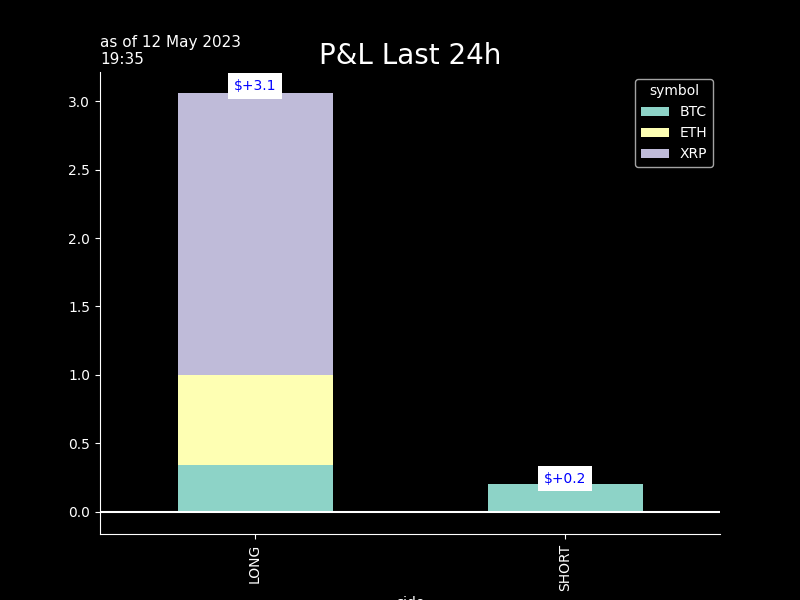 as of 12 May 2023
19:35
P&L Last 24h
$+3.1
symbol
BTC
ETH
XRP
3.0
2.5
2.0
1.5
1.0
0.5
0.0
$+0.2
LONG
SHORT
side